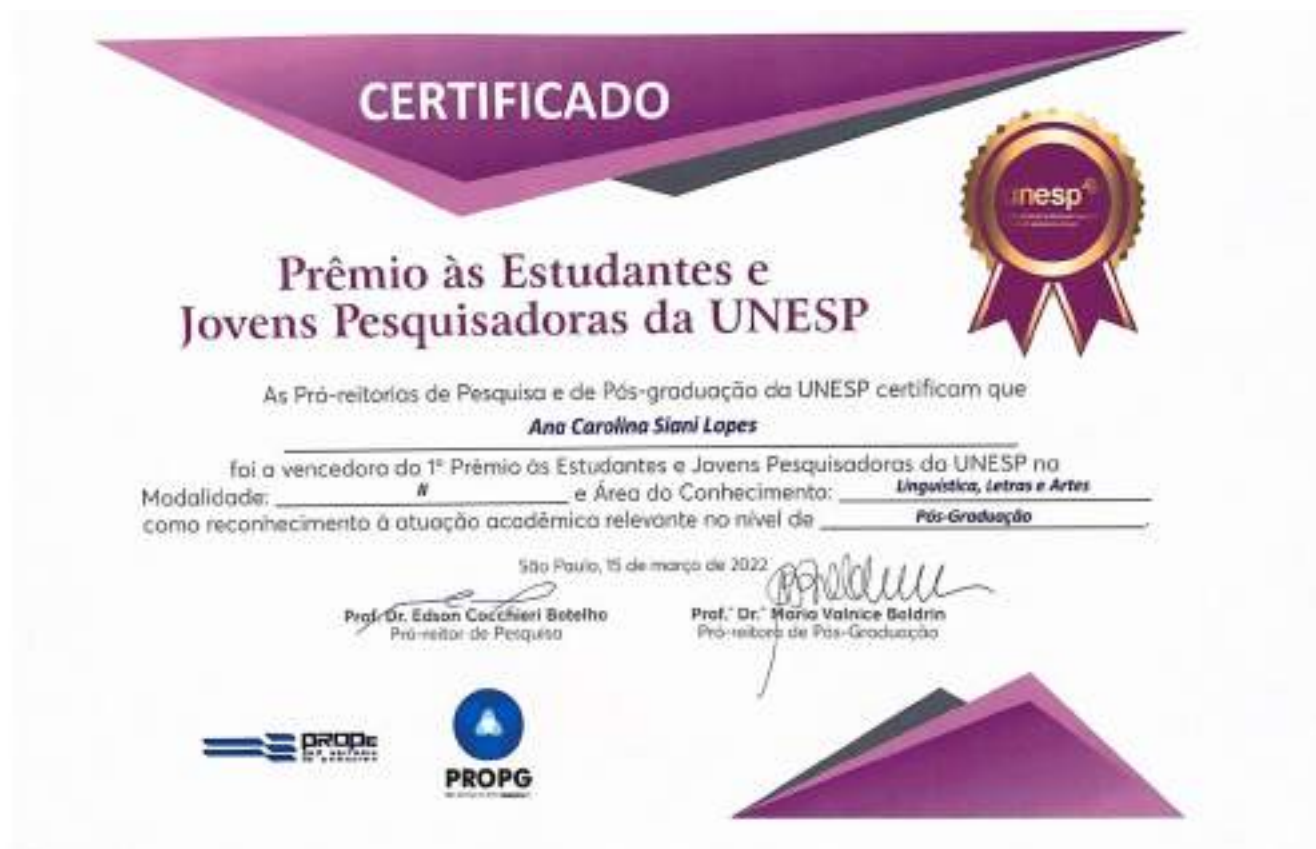 CERTIFICADO
unesp
Prêmio às Estudantes e
Jovens Pesquisadoras da UNESP
As Pró-reitorias de Pesquisa e de Pós-graduação da UNESP certificam que
Ana Carolina Siani Lopes
foi a vencedora do 1º Prêmio às Estudantes e Jovens Pesquisadoras da UNESP na
Modalidade: II e Área do Conhecimento: Linguística, Letras e Artes
como reconhecimento à atuação acadêmica relevante no nível de Pós-Graduação.
São Paulo, 15 de março de 2022
Prof. Dr. Edson Cocchieri Botelho
Pró-reitor de Pesquisa
Prof.ª Dr.ª Maria Valnice Boldrin
Pró-reitora de Pós-Graduação
PROPe
PROPG